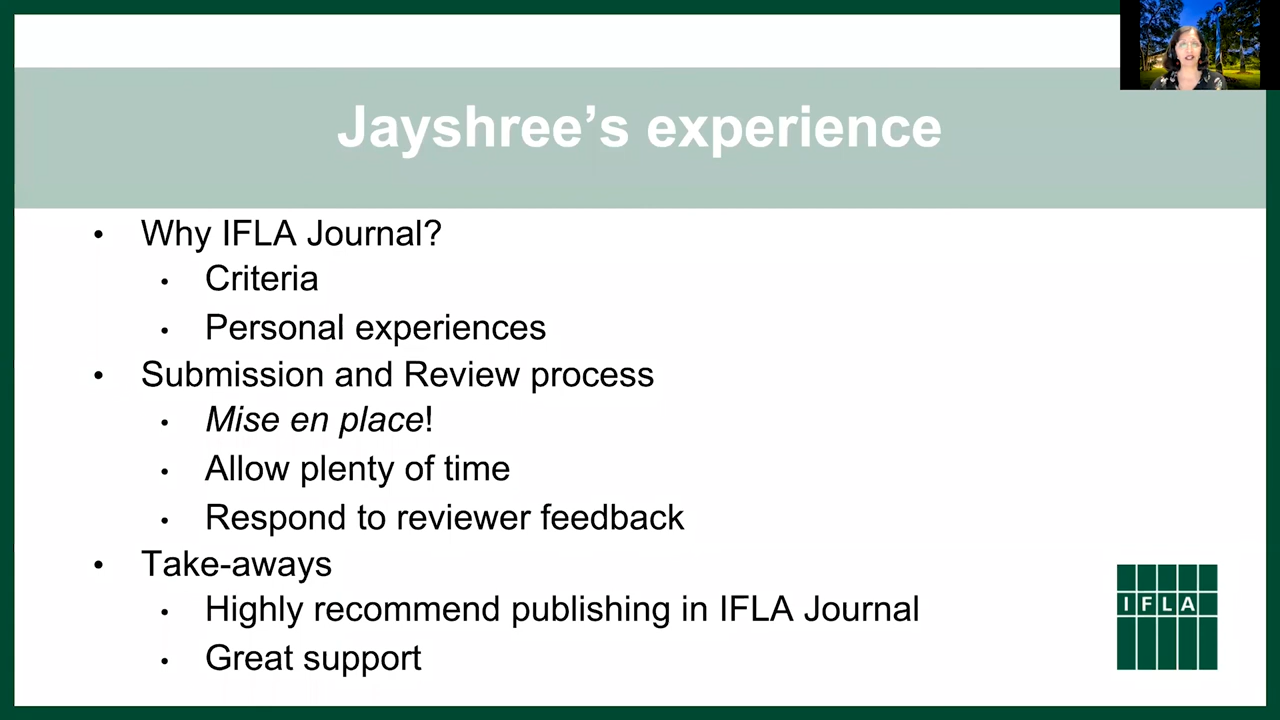 Jayshree’s experience
• Why IFLA Journal?
• Criteria
• Personal experiences
• Submission and Review process
• Mise en place!
• Allow plenty of time
• Respond to reviewer feedback
• Take-aways
• Highly recommend publishing in IFLA Journal
• Great support
IFLA